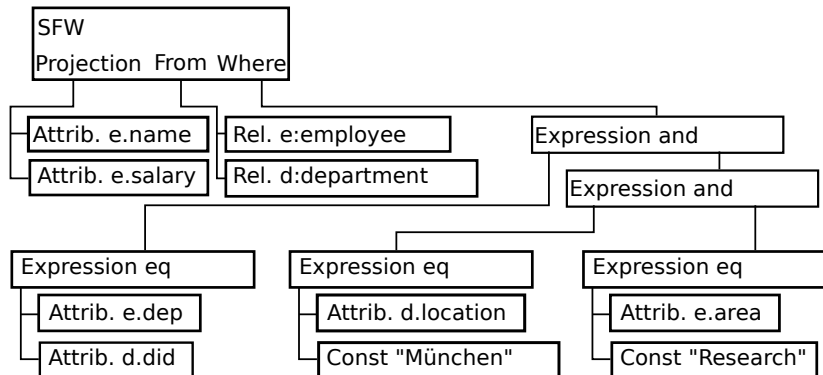 SFW
Projection From Where
Attrib. e.name
Rel. e:employee
Expression and
Attrib. e.salary
Rel. d:department
Expression and
Expression eq
Expression eq
Expression eq
Attrib. e.dep
Attrib. d.location
Attrib. e.area
Attrib. d.did
Const "München"
Const "Research"